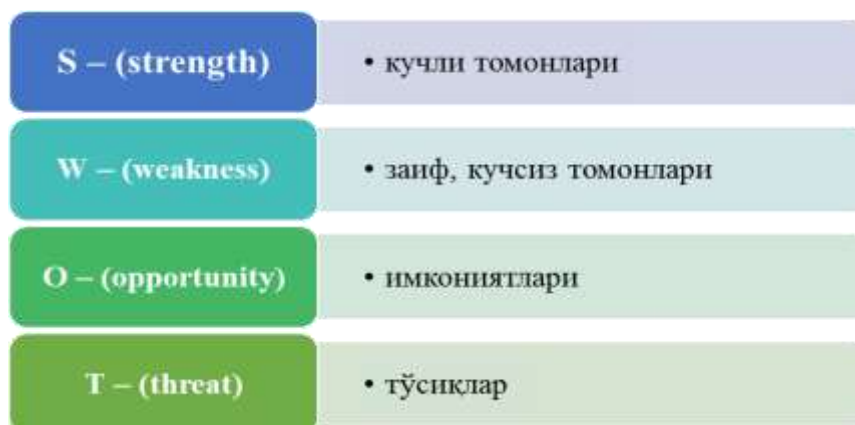 S – (strength)
• кучли томонлари
W – (weakness)
• заиф, кучсиз томонлари
O – (opportunity)
• имкониятлари
T – (threat)
• тўсиқлар